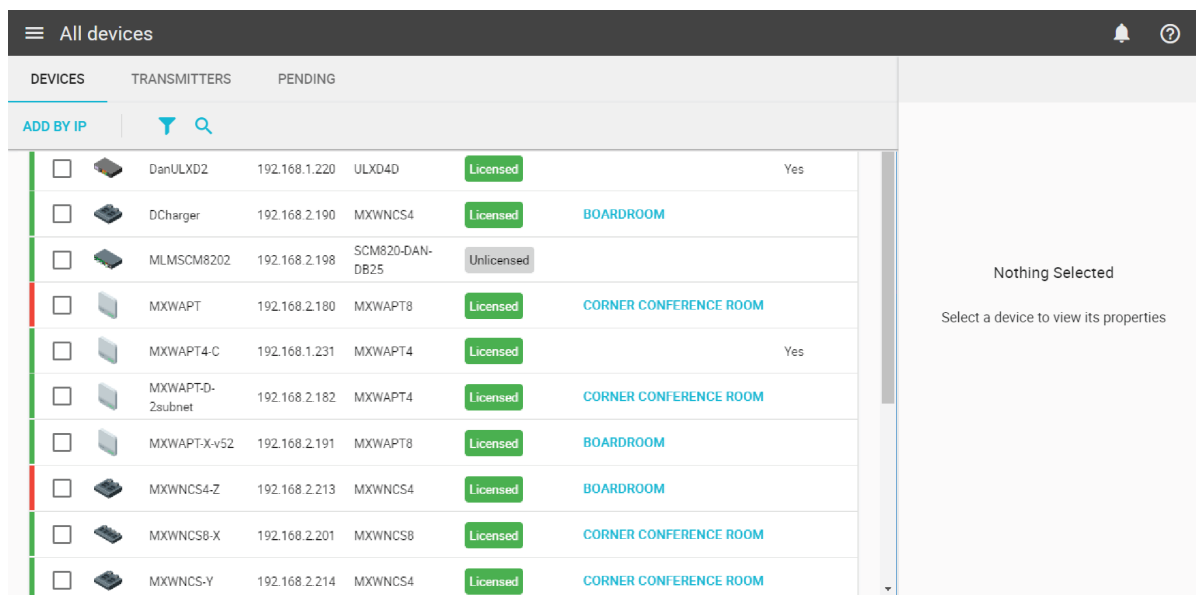 All devices
DEVICES TRANSMITTERS PENDING
ADD BY IP
DanULXD2 192.168.1.220 ULXD4D Licensed Yes
DCharger 192.168.2.190 MXWNCS4 Licensed BOARDROOM
MLMSCM8202 192.168.2.198 SCM820-DAN-
DB25 Unlicensed
MXWAPT 192.168.2.180 MXWAPT8 Licensed CORNER CONFERENCE ROOM
MXWAPT4-C 192.168.1.231 MXWAPT4 Licensed Yes
MXWAPT-D-
2subnet 192.168.2.182 MXWAPT4 Licensed CORNER CONFERENCE ROOM
MXWAPT-X-v52 192.168.2.191 MXWAPT8 Licensed BOARDROOM
MXWNCS4-Z 192.168.2.213 MXWNCS4 Licensed BOARDROOM
MXWNCS8-X 192.168.2.201 MXWNCS8 Licensed CORNER CONFERENCE ROOM
MXWNCS-Y 192.168.2.214 MXWNCS4 Licensed CORNER CONFERENCE ROOM
Nothing Selected
Select a device to view its properties